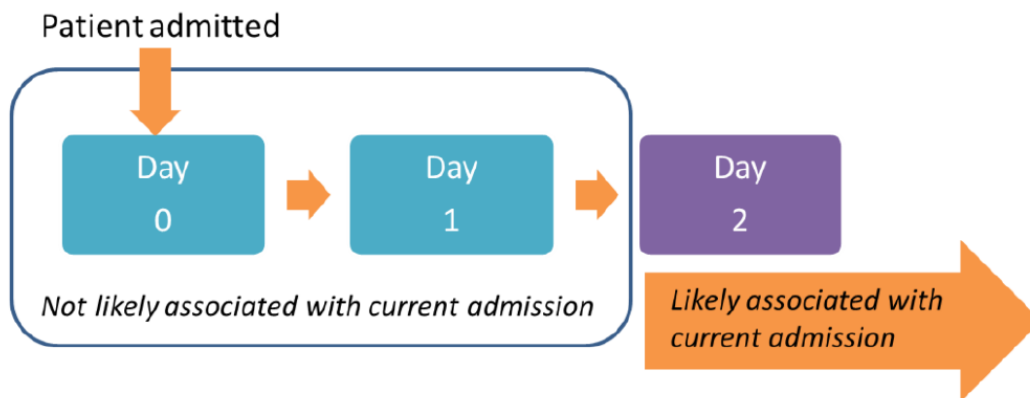 Patient admitted
Day
0
Day
1
Day
2
Not likely associated with current admission
Likely associated with
current admission